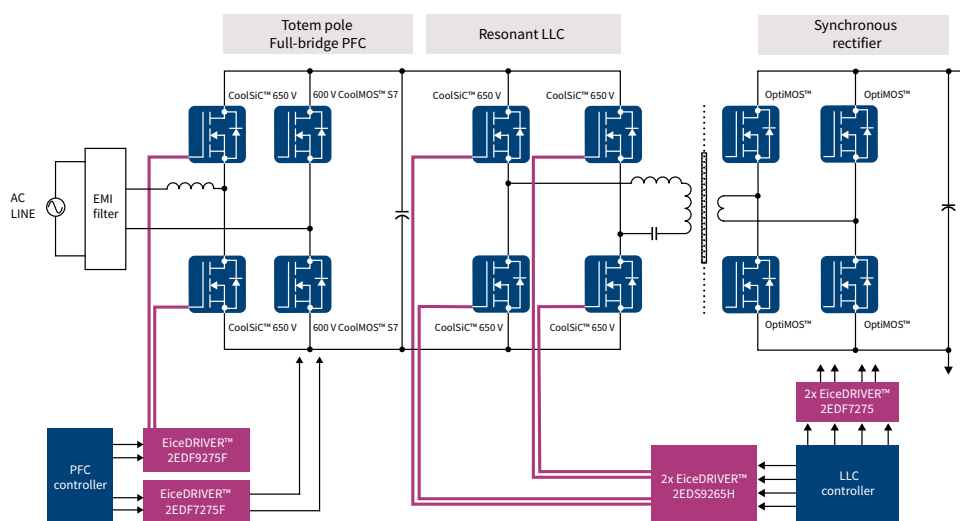 Totem pole
Full-bridge PFC
Resonant LLC
Synchronous
rectifier
CoolSiC™ 650 V
600 V CoolMOS™ S7
CoolSiC™ 650 V
CoolSiC™ 650 V
OptiMOS™
OptiMOS™
AC
LINE
EMI
filter
CoolSiC™ 650 V
600 V CoolMOS™ S7
CoolSiC™ 650 V
CoolSiC™ 650 V
OptiMOS™
OptiMOS™
2x EiceDRIVER™
2EDF7275
PFC
controller
EiceDRIVER™
2EDF9275F
EiceDRIVER™
2EDF7275F
2x EiceDRIVER™
2EDS9265H
LLC
controller